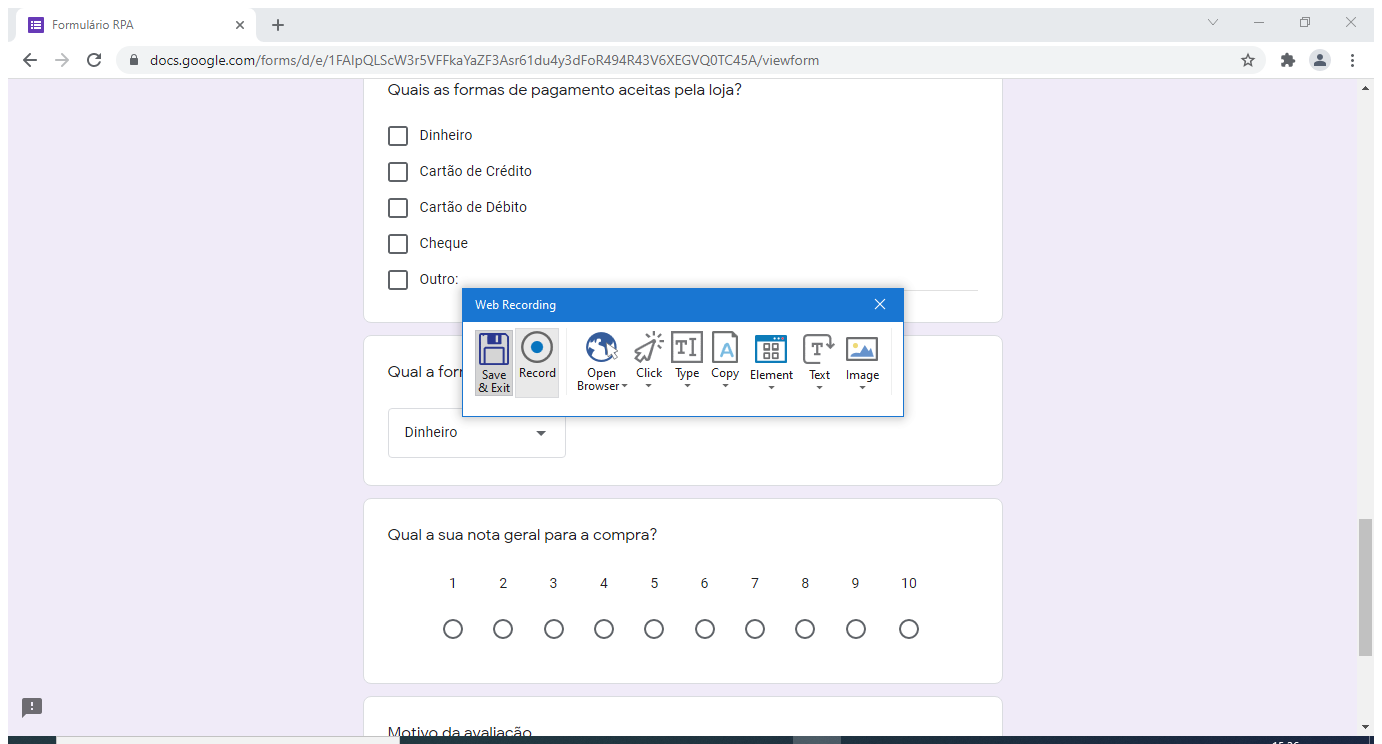 Formulário RPA
docs.google.com/forms/d/e/1FAIpQLScW3r5VFFkaYaZF3Asr61du4y3dFoR494R43V6XEGVQ0TC45A/viewform
Quais as formas de pagamento aceitas pela loja?
Dinheiro
Cartão de Crédito
Cartão de Débito
Cheque
Outro:
Web Recording
Save & Exit
Record
Open Browser
Click
Type
Copy
Element
Text
Image
Qual a for
Dinheiro
Qual a sua nota geral para a compra?
1 2 3 4 5 6 7 8 9 10
Motivo da avaliação